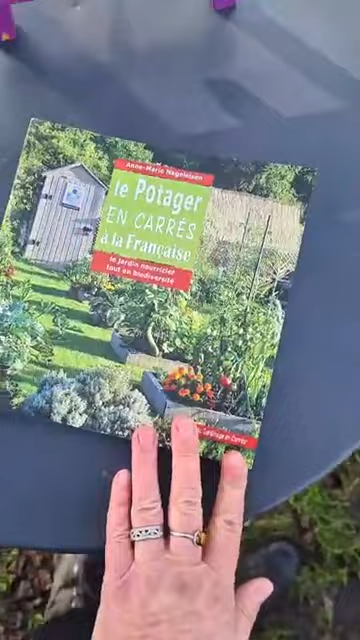 Anne-Marie Nageleisen
le Potager
EN CARRÉS
à la Française
le jardin nourricier
tout en biodiversité